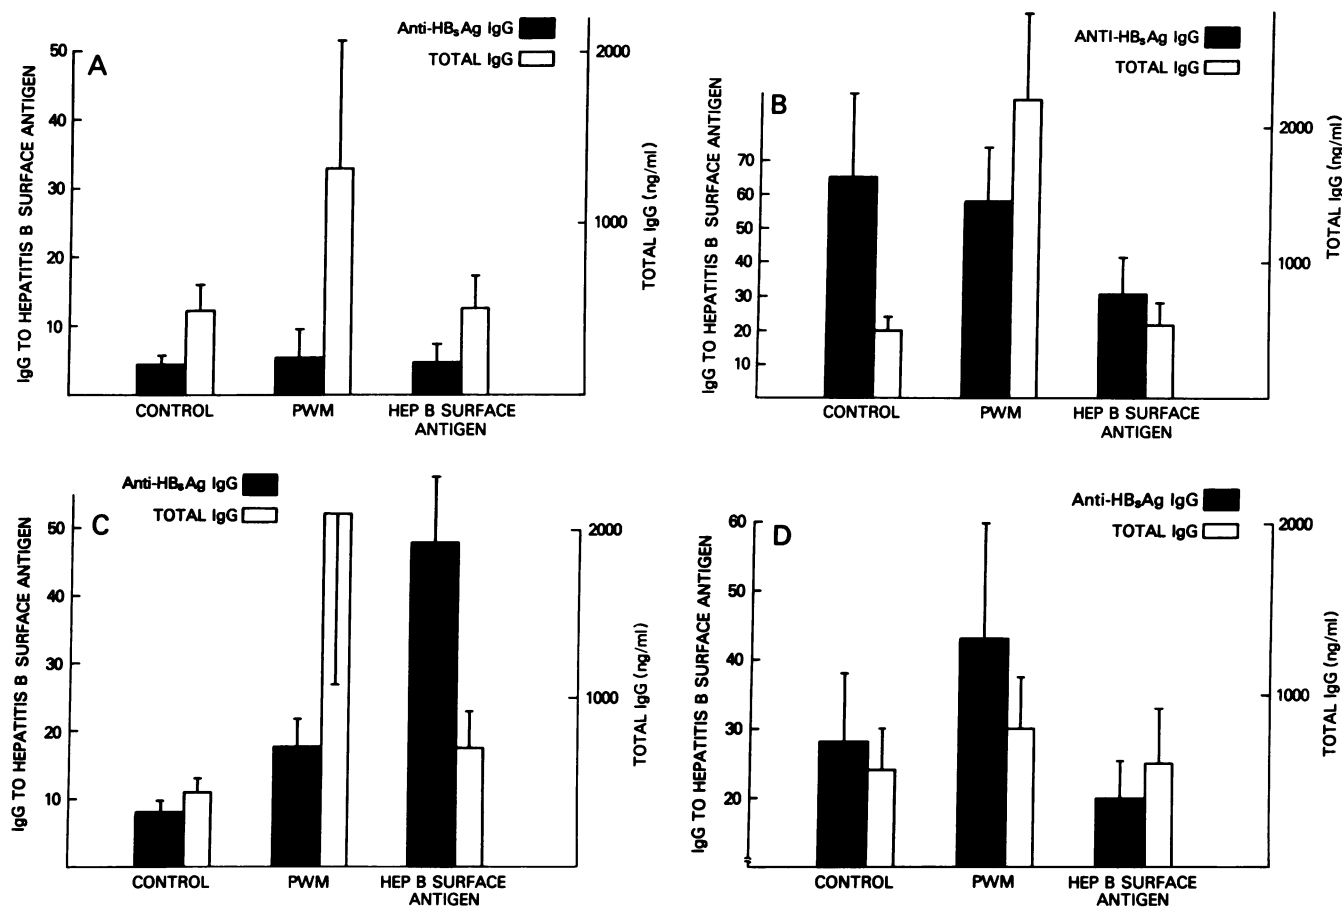 A
Anti-HBsAg IgG
TOTAL IgG
IgG TO HEPATITIS B SURFACE ANTIGEN
50
40
30
20
10
2000
1000
TOTAL IgG (ng/ml)
CONTROL
PWM
HEP B SURFACE
ANTIGEN
B
ANTI-HBsAg IgG
TOTAL IgG
IgG TO HEPATITIS B SURFACE ANTIGEN
70
60
50
40
30
20
10
2000
1000
TOTAL IgG (ng/ml)
CONTROL
PWM
HEP B SURFACE
ANTIGEN
C
Anti-HBsAg IgG
TOTAL IgG
IgG TO HEPATITIS B SURFACE ANTIGEN
50
40
30
20
10
2000
1000
TOTAL IgG (ng/ml)
CONTROL
PWM
HEP B SURFACE
ANTIGEN
D
Anti-HBsAg IgG
TOTAL IgG
IgG TO HEPATITIS B SURFACE ANTIGEN
60
50
40
30
20
2000
1000
TOTAL IgG (ng/ml)
CONTROL
PWM
HEP B SURFACE
ANTIGEN